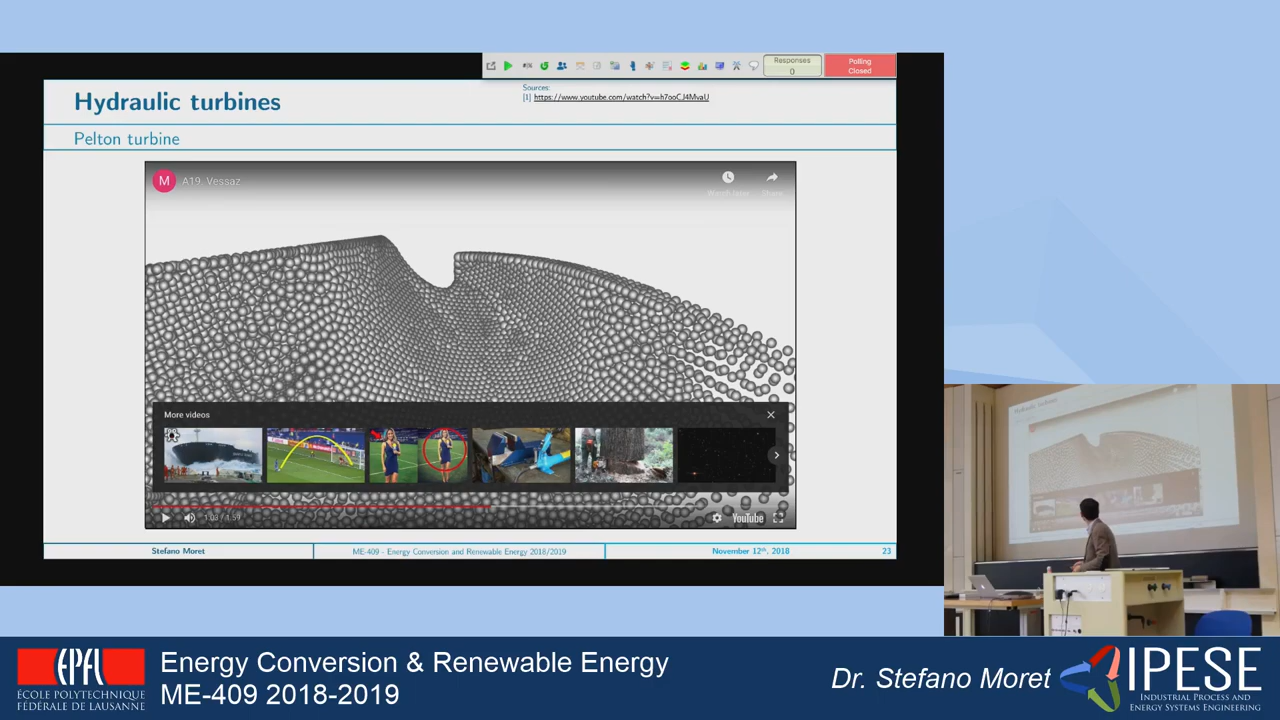 Responses
0
Polling
Closed
Hydraulic turbines
Sources:
[1] https://www.youtube.com/watch?v=h7ooCJ4MvaU
Pelton turbine
M
A19. Vessaz
Watch later
Share
More videos
1:03 / 1:59
YouTube
Stefano Moret
ME-409 - Energy Conversion and Renewable Energy 2018/2019
November 12th, 2018
23
Hydraulic turbines
EPFL
ÉCOLE POLYTECHNIQUE
FÉDÉRALE DE LAUSANNE
Energy Conversion & Renewable Energy
ME-409 2018-2019
Dr. Stefano Moret
IPESE
INDUSTRIAL PROCESS AND
ENERGY SYSTEMS ENGINEERING